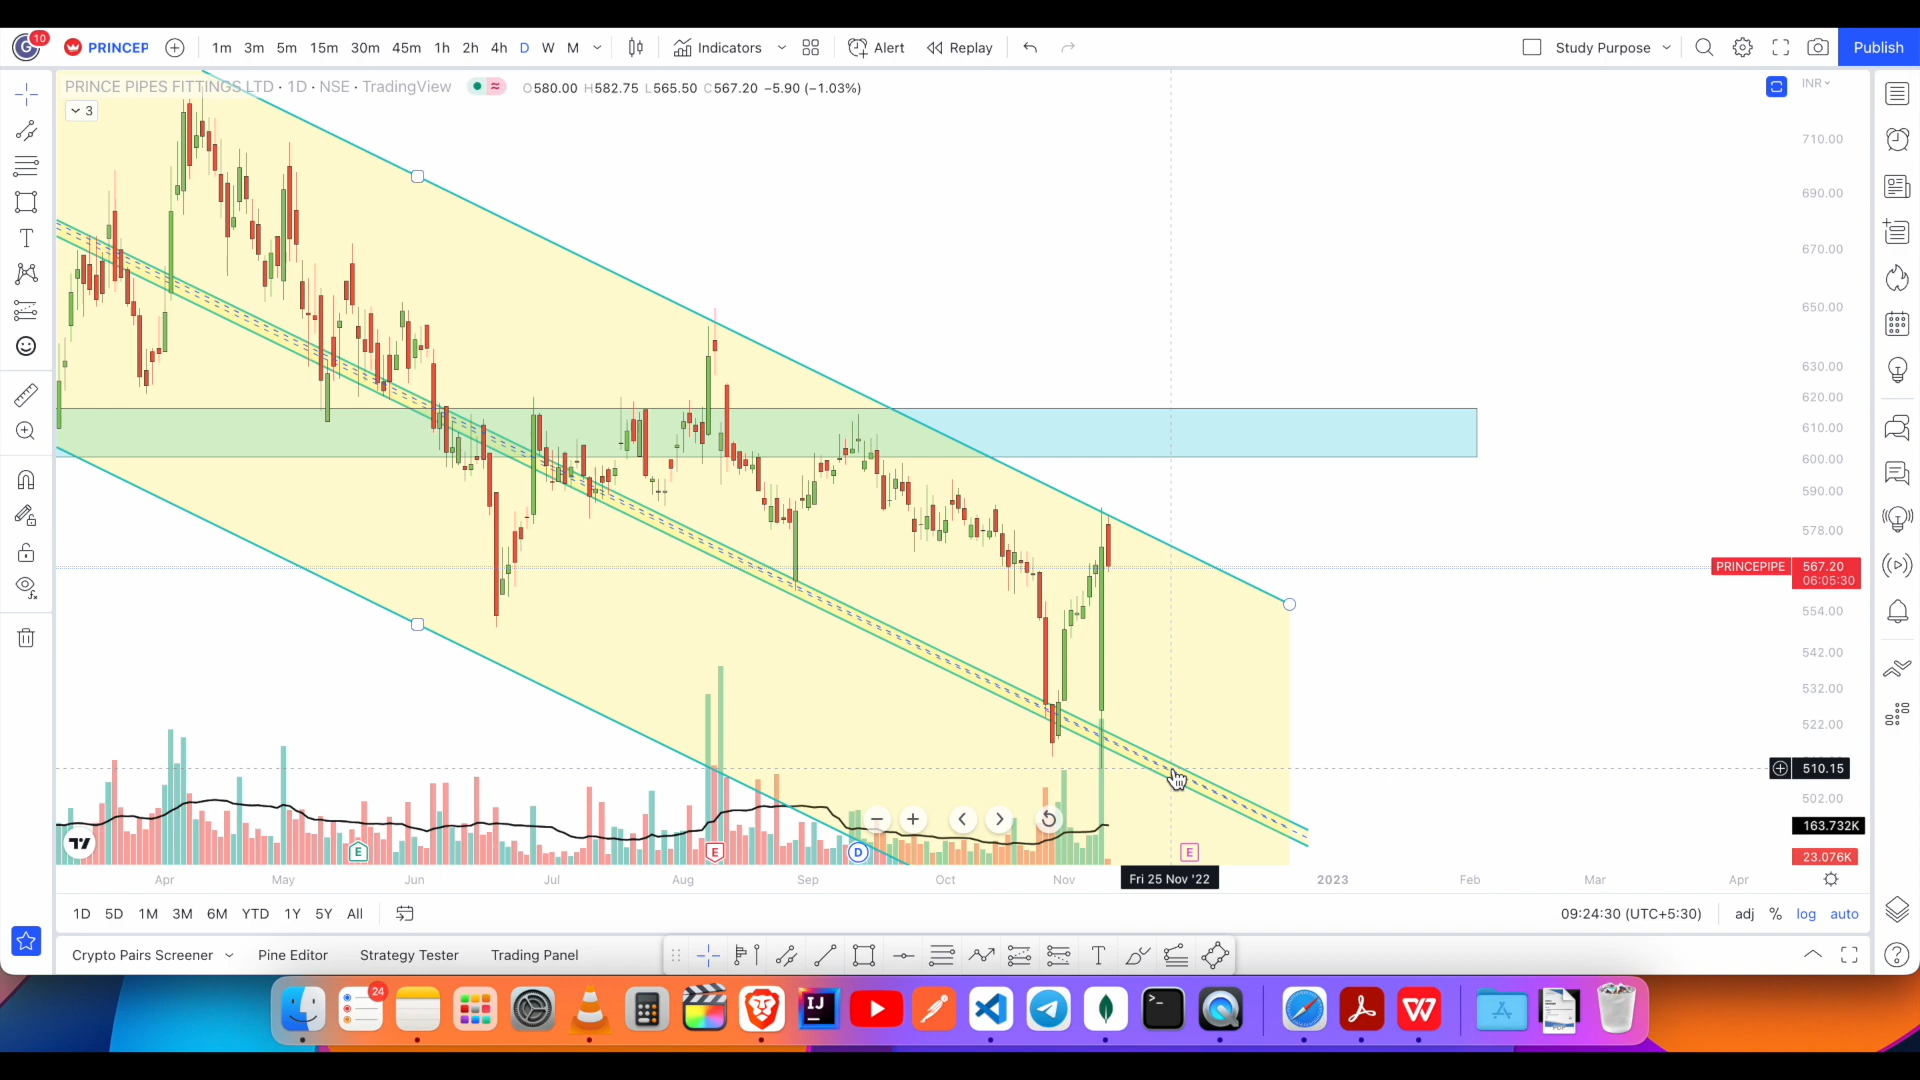 G 10 PRINCEP 1m 3m 5m 15m 30m 45m 1h 2h 4h D W M Indicators Alert Replay Study Purpose Publish
PRINCE PIPES FITTINGS LTD · 1D · NSE · TradingView ≈ O580.00 H582.75 L565.50 C567.20 −5.90 (−1.03%) INR
3
710.00
690.00
670.00
650.00
630.00
620.00
610.00
600.00
590.00
578.00
PRINCEPIPE 567.20
06:05:30
554.00
542.00
532.00
522.00
510.15
502.00
163.732K
E E D E 23.076K
Apr May Jun Jul Aug Sep Oct Nov Fri 25 Nov '22 2023 Feb Mar Apr
1D 5D 1M 3M 6M YTD 1Y 5Y All 09:24:30 (UTC+5:30) adj % log auto
Crypto Pairs Screener Pine Editor Strategy Tester Trading Panel T
24
IJ
W
PDF